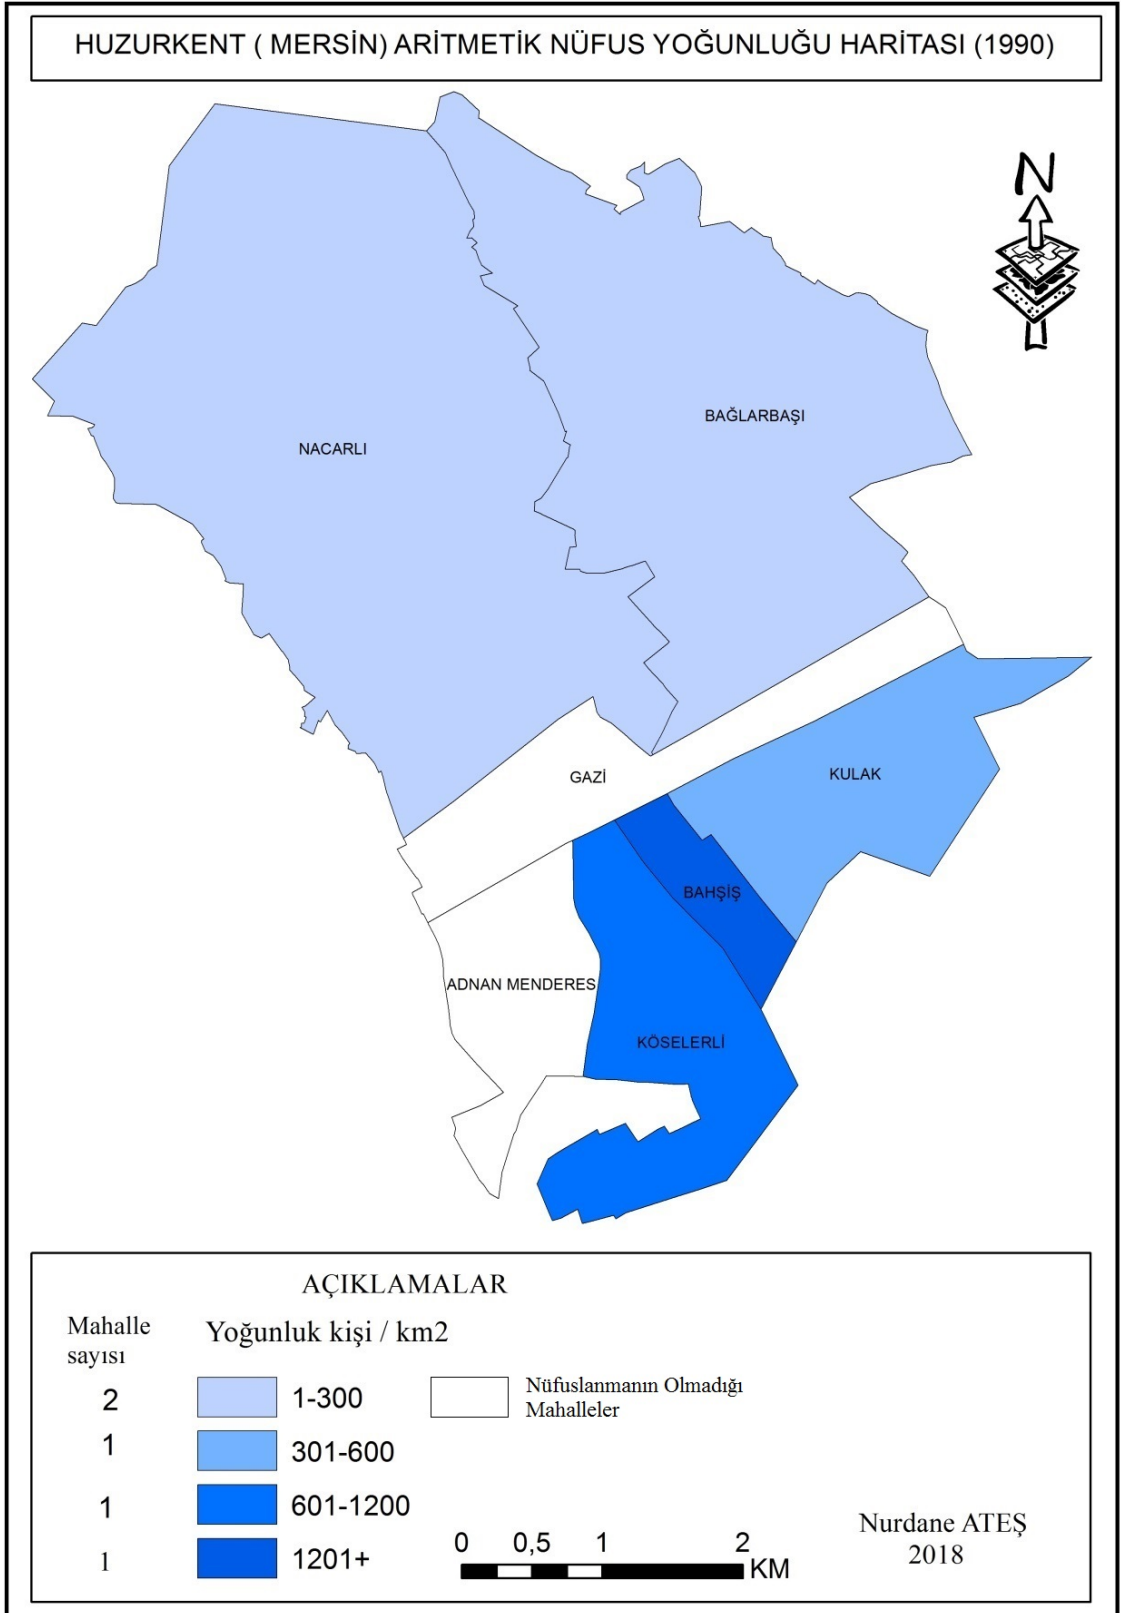 HUZURKENT ( MERSİN) ARİTMETİK NÜFUS YOĞUNLUĞU HARİTASI (1990)
N
BAĞLARBAŞI
NACARLI
GAZİ
KULAK
BAHŞİŞ
ADNAN MENDERES
KÖSELERLİ
AÇIKLAMALAR
Mahalle
sayısı
Yoğunluk kişi / km2
2 1-300
Nüfuslanmanın Olmadığı
Mahalleler
1 301-600
1 601-1200
1 1201+
0 0,5 1 2
KM
Nurdane ATEŞ
2018